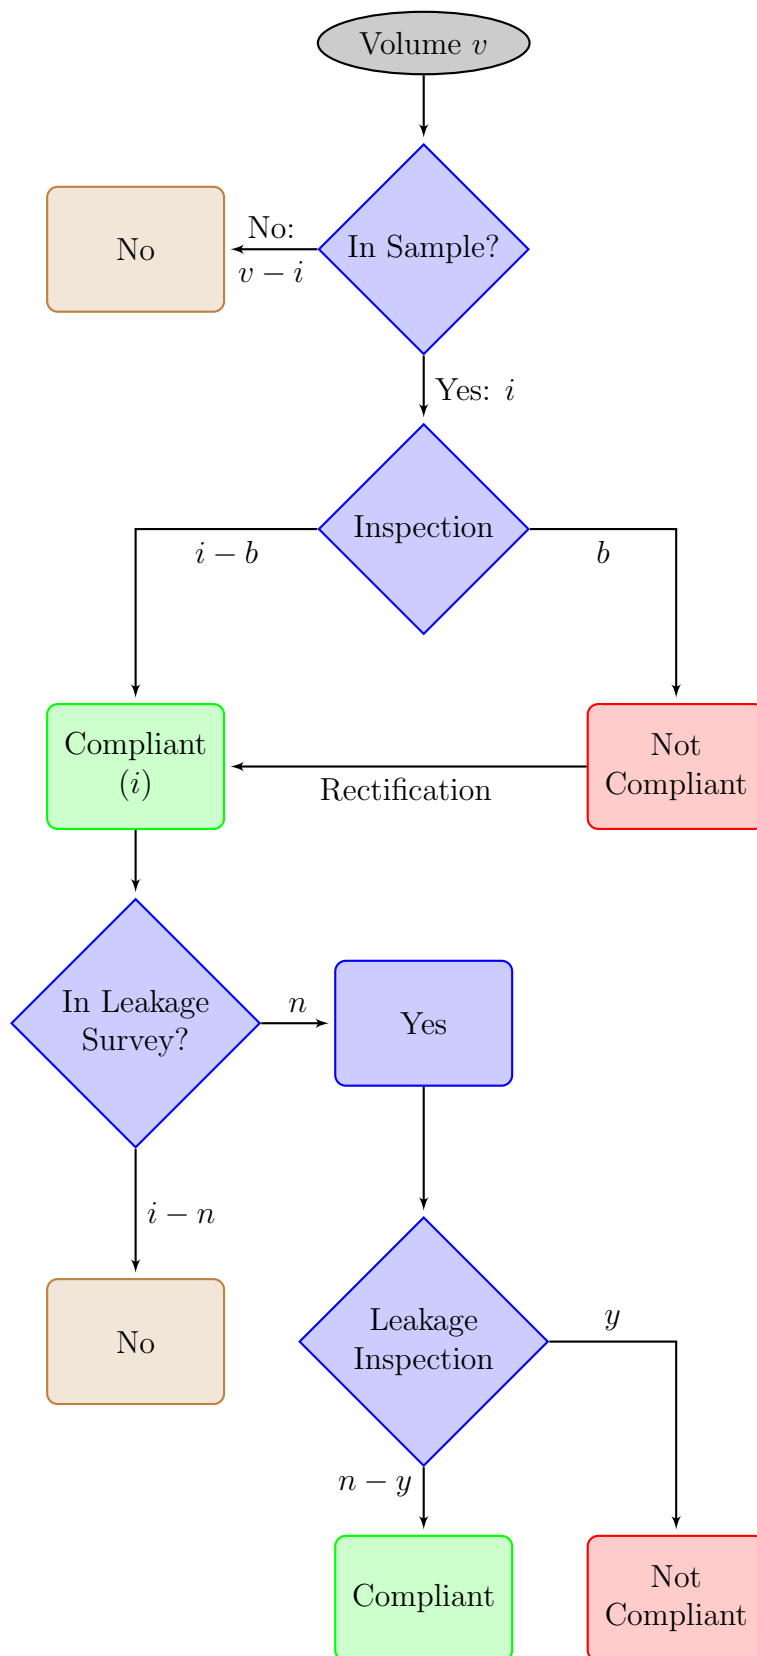 Volume v
In Sample?
No:
v − i
No
Yes: i
Inspection
i − b
b
Compliant
(i)
Rectification
Not
Compliant
In Leakage
Survey?
n
Yes
i − n
No
Leakage
Inspection
y
n − y
Compliant
Not
Compliant